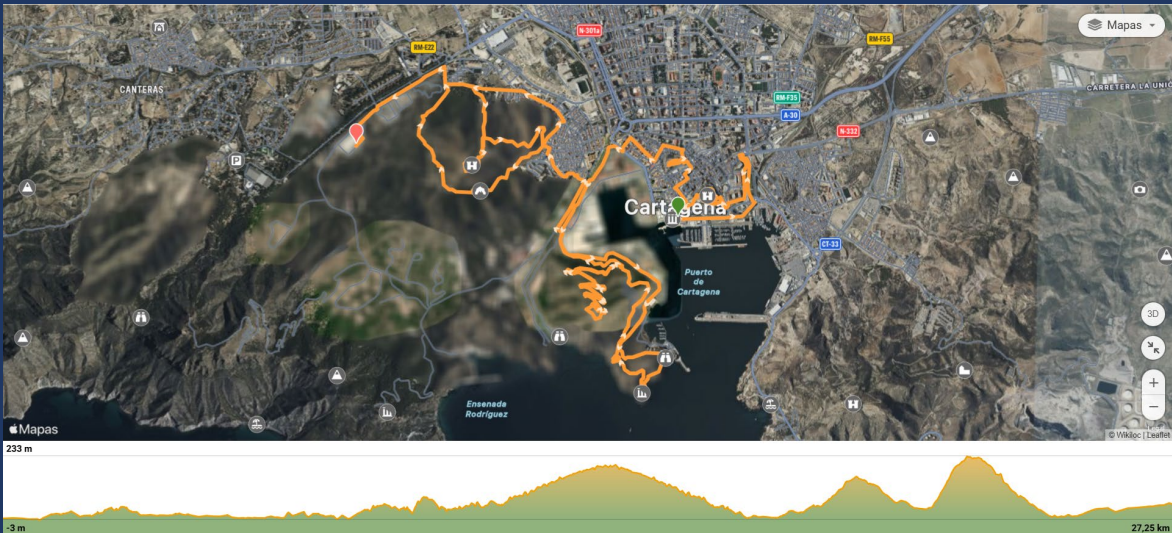 Mapas
N-301a
RM-E22
RM-F55
CANTERAS
CARRETERA LA UNIÓ
RM-F35
A-30
N-332
P
H
H
Cartagena
CT-33
Puerto
de
Cartagena
3D
Ensenada
Rodríguez
H
+
−
Mapas
© Wikiloc | Leaflet
233 m
-3 m
27,25 km